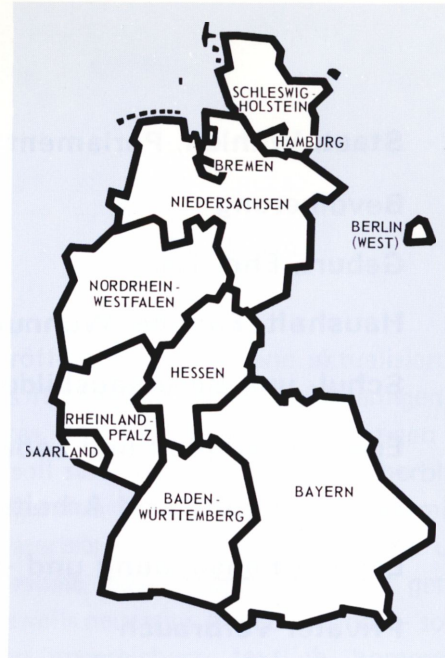 SCHLESWIG-
HOLSTEIN
HAMBURG
BREMEN
NIEDERSACHSEN
BERLIN
(WEST)
NORDRHEIN-
WESTFALEN
HESSEN
RHEINLAND-
PFALZ
SAARLAND
BADEN-
WÜRTTEMBERG
BAYERN